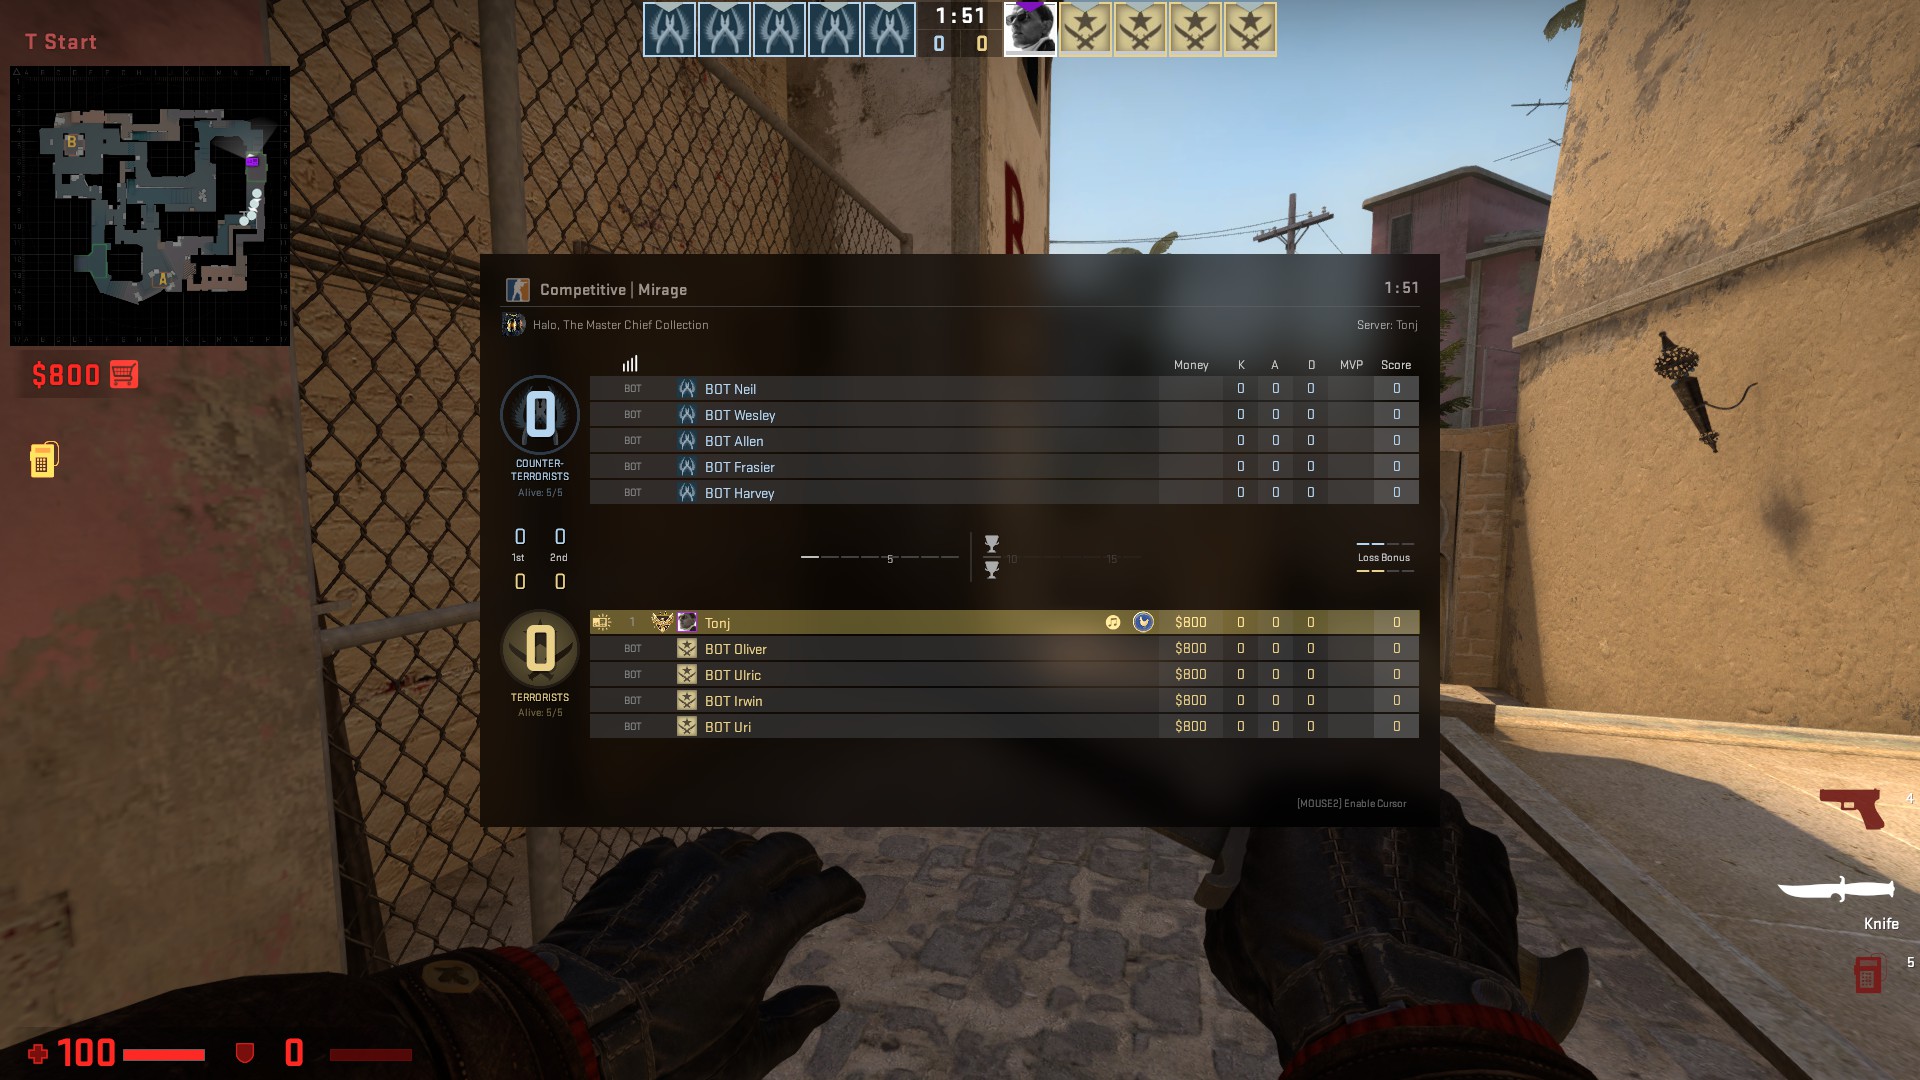 T Start
1:51
0 0
B
A
$800
R
Competitive | Mirage 1:51
Halo, The Master Chief Collection Server: Tonj
Money K A D MVP Score
BOT BOT Neil 0 0 0 0
BOT BOT Wesley 0 0 0 0
BOT BOT Allen 0 0 0 0
BOT BOT Frasier 0 0 0 0
BOT BOT Harvey 0 0 0 0
0
COUNTER-
TERRORISTS
Alive: 5/5
0 0
1st 2nd
0 0
5 10 15
Loss Bonus
1 Tonj $800 0 0 0 0
BOT BOT Oliver $800 0 0 0 0
BOT BOT Ulric $800 0 0 0 0
BOT BOT Irwin $800 0 0 0 0
BOT BOT Uri $800 0 0 0 0
0
TERRORISTS
Alive: 5/5
[MOUSE2] Enable Cursor
4
Knife
5
100 0